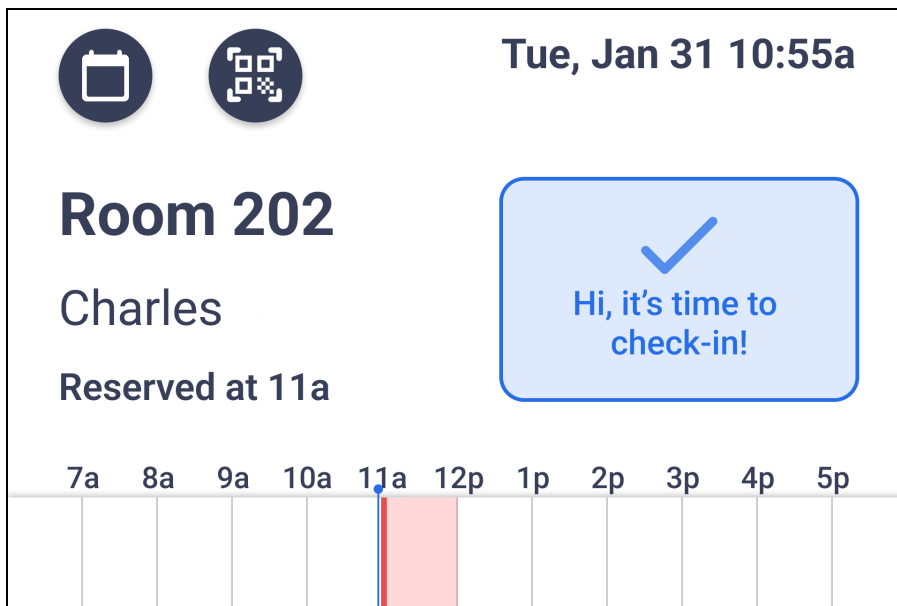 Tue, Jan 31 10:55a
Room 202
Charles
Reserved at 11a
Hi, it’s time to
check-in!
7a 8a 9a 10a 11a 12p 1p 2p 3p 4p 5p